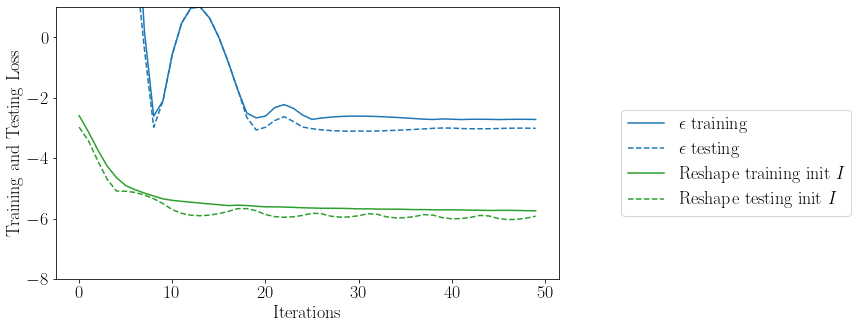 Training and Testing Loss
0
−2
−4
−6
−8
0 10 20 30 40 50
Iterations
ϵ training
ϵ testing
Reshape training init I
Reshape testing init I